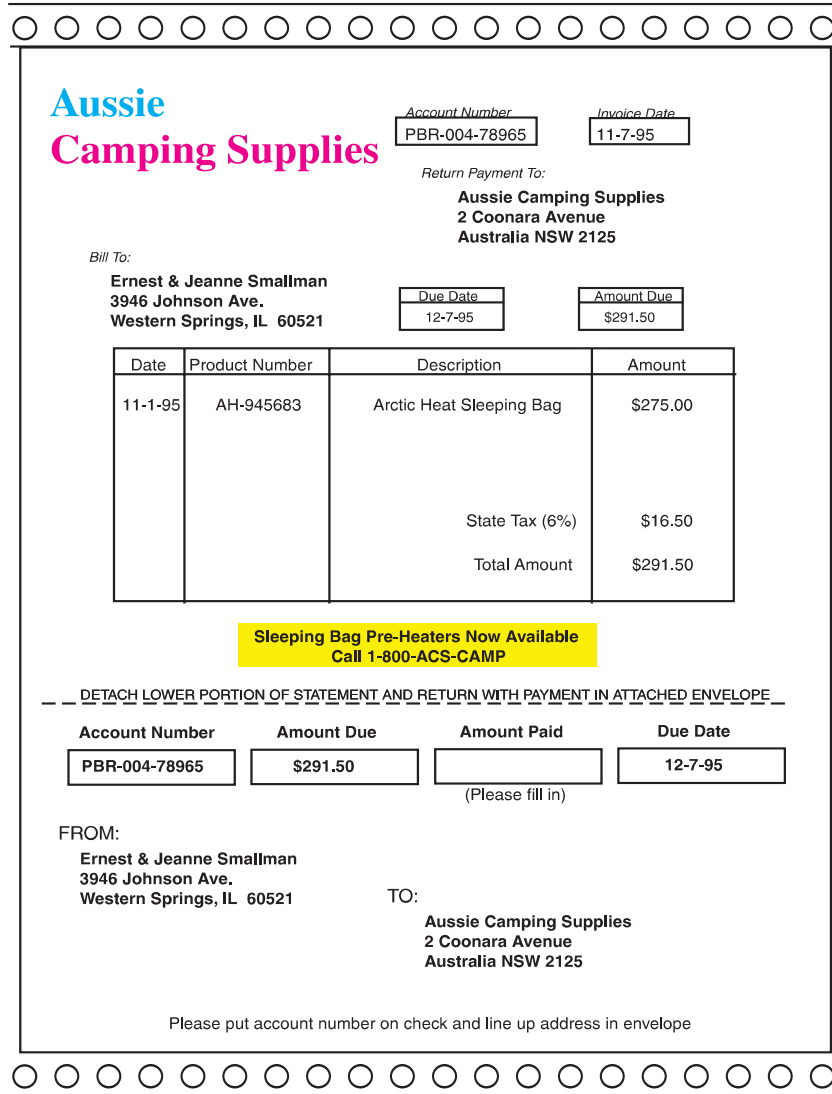 Aussie
Camping Supplies
Account Number
PBR-004-78965
Invoice Date
11-7-95
Return Payment To:
Aussie Camping Supplies
2 Coonara Avenue
Australia NSW 2125
Bill To:
Ernest & Jeanne Smallman
3946 Johnson Ave.
Western Springs, IL 60521
Due Date
12-7-95
Amount Due
$291.50
Date Product Number Description Amount
11-1-95 AH-945683 Arctic Heat Sleeping Bag $275.00
State Tax (6%) $16.50
Total Amount $291.50
Sleeping Bag Pre-Heaters Now Available
Call 1-800-ACS-CAMP
DETACH LOWER PORTION OF STATEMENT AND RETURN WITH PAYMENT IN ATTACHED ENVELOPE
Account Number Amount Due Amount Paid Due Date
PBR-004-78965 $291.50 12-7-95
(Please fill in)
FROM:
Ernest & Jeanne Smallman
3946 Johnson Ave.
Western Springs, IL 60521
TO:
Aussie Camping Supplies
2 Coonara Avenue
Australia NSW 2125
Please put account number on check and line up address in envelope